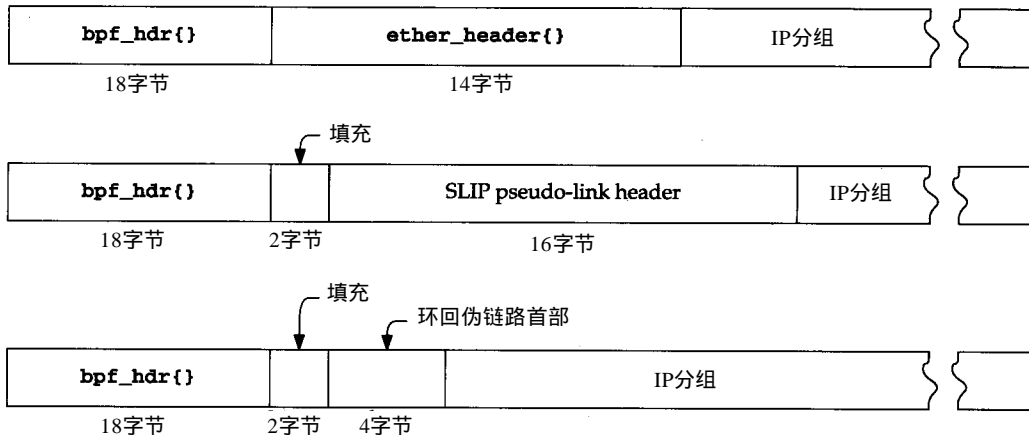 bpf_hdr{} ether_header{} IP分组
18字节 14字节
填充
bpf_hdr{} SLIP pseudo-link header IP分组
18字节 2字节 16字节
填充
环回伪链路首部
bpf_hdr{} IP分组
18字节 2字节 4字节